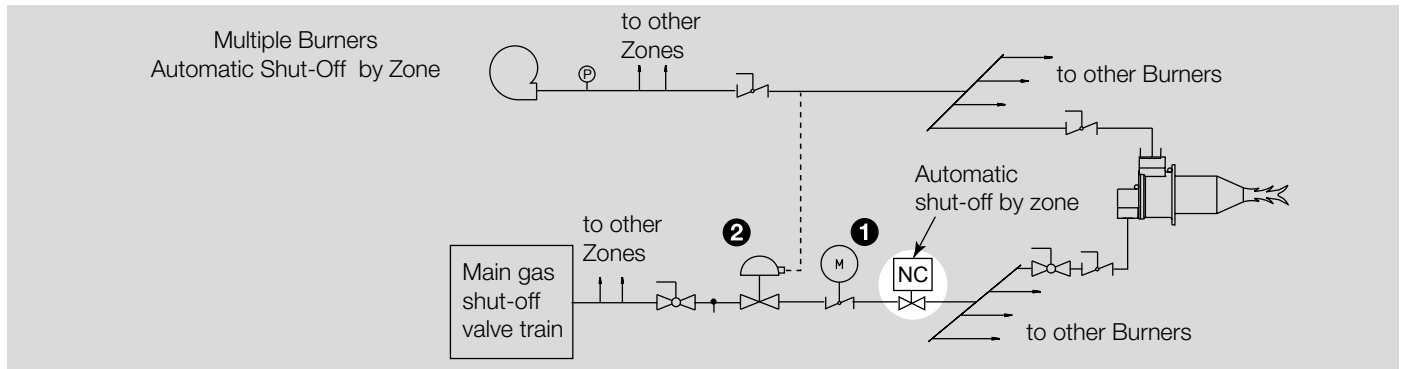 Multiple Burners
Automatic Shut-Off by Zone
to other
Zones
P
to other Burners
Automatic
shut-off by zone
to other
Zones
2
1
M
NC
Main gas
shut-off
valve train
to other Burners